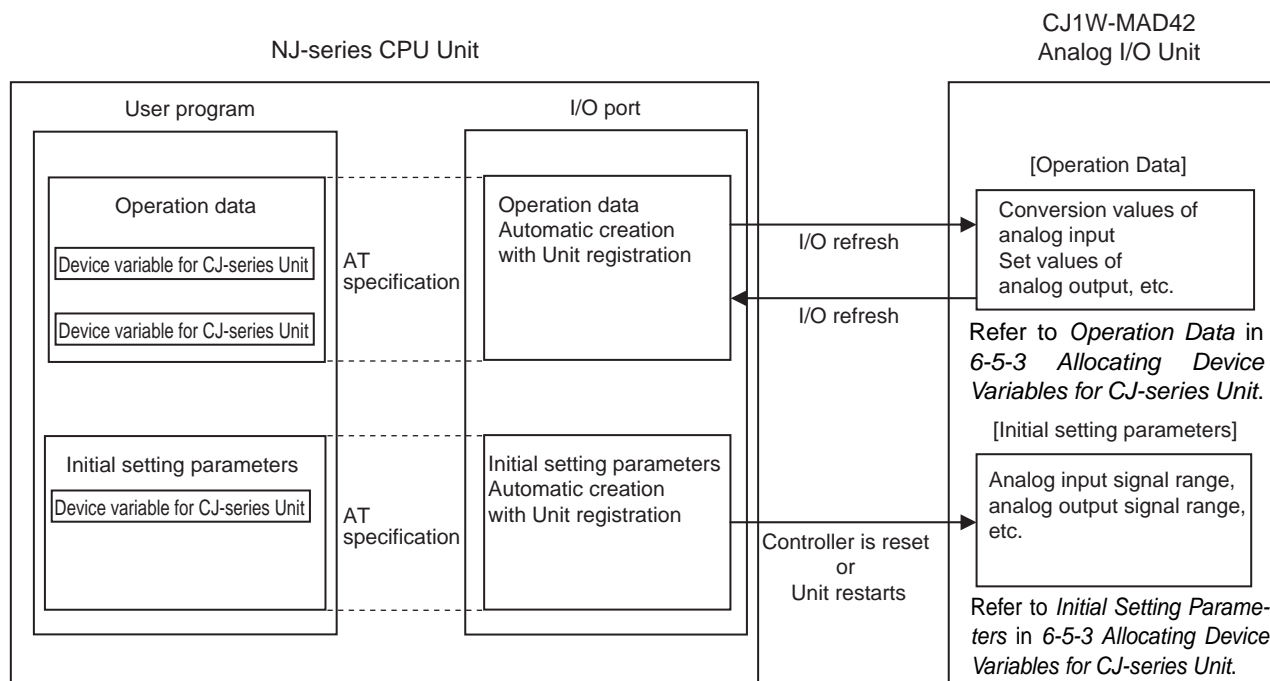 NJ-series CPU Unit
CJ1W-MAD42
Analog I/O Unit
User program
I/O port
Operation data
Device variable for CJ-series Unit
Device variable for CJ-series Unit
AT
specification
Operation data
Automatic creation
with Unit registration
I/O refresh
I/O refresh
[Operation Data]
Conversion values of
analog input
Set values of
analog output, etc.
Refer to Operation Data in
6-5-3 Allocating Device
Variables for CJ-series Unit.
Initial setting parameters
Device variable for CJ-series Unit
AT
specification
Initial setting parameters
Automatic creation
with Unit registration
Controller is reset
or
Unit restarts
[Initial setting parameters]
Analog input signal range,
analog output signal range,
etc.
Refer to Initial Setting Parame-
ters in 6-5-3 Allocating Device
Variables for CJ-series Unit.